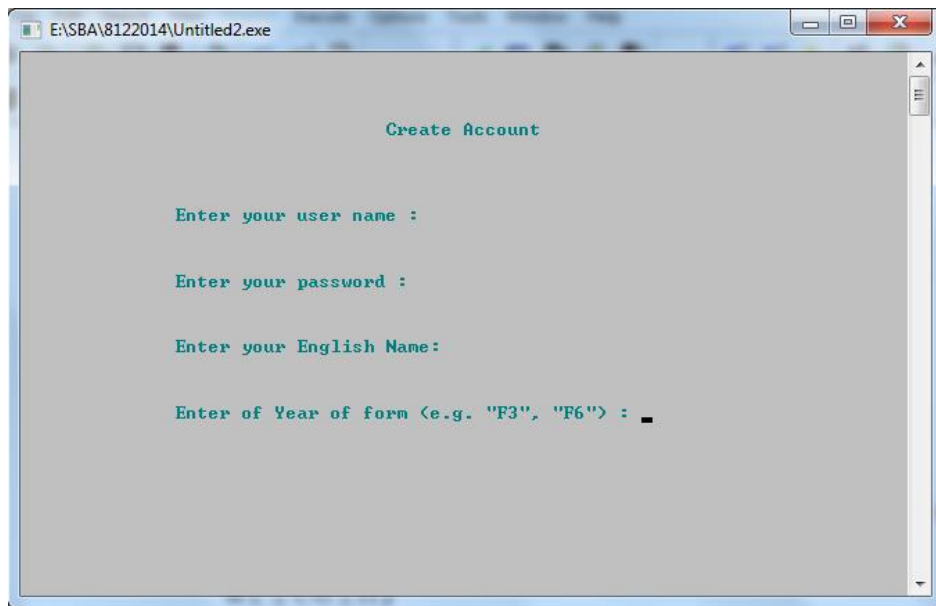 E:\SBA\8122014\Untitled2.exe
Create Account
Enter your user name :
Enter your password :
Enter your English Name:
Enter of Year of form (e.g. "F3", "F6") :